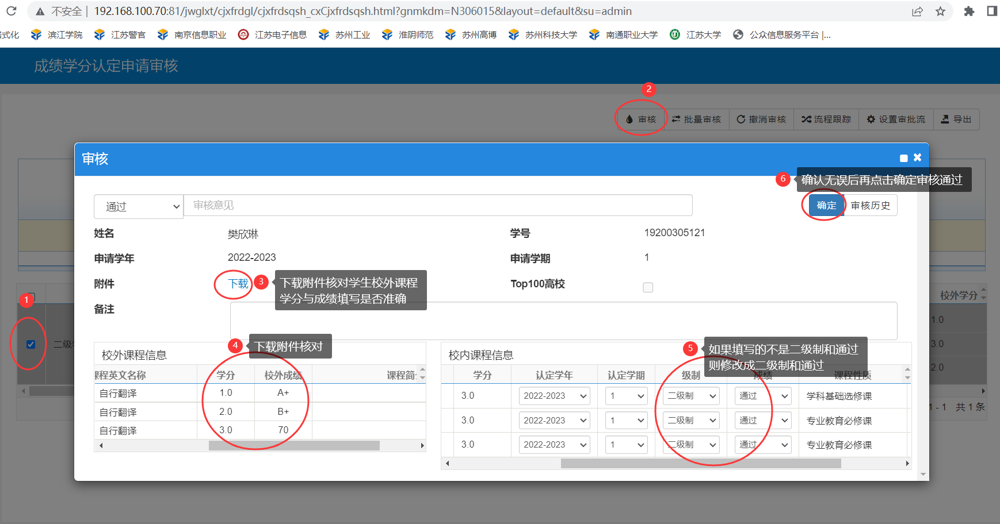 不安全 192.168.100.70:81/jwglxt/cjxfrdgl/cjxfrdsqsh_cxCjxfrdsqsh.html?gnmkdm=N306015&layout=default&su=admin
式化 滨江学院 江苏警官 南京信息职业 江苏电子信息 苏州工业 淮阴师范 苏州高博 苏州科技大学 南通职业大学 江苏大学 公众信息服务平台 |...
成绩学分认定申请审核
2
审核 批量审核 撤消审核 流程跟踪 设置审批流 导出
审核
6 确认无误后再点击确定审核通过
通过 审核意见 确定 审核历史
姓名 樊欣琳 学号 19200305121
申请学年 2022-2023 申请学期 1
附件 下载 3 下载附件核对学生校外课程
学分与成绩填写是否准确
Top100高校
备注
1
校外学分
二级
1.0
3.0
2.0
1 - 1 共 1 条
4 下载附件核对
校外课程信息
课程英文名称 学分 校外成绩 课程简
自行翻译 1.0 A+
自行翻译 2.0 B+
自行翻译 3.0 70
5 如果填写的不是二级制和通过
则修改成二级制和通过
校内课程信息
学分 认定学年 认定学期 级制 成绩 课程性质
3.0 2022-2023 1 二级制 通过 学科基础选修课
3.0 2022-2023 1 二级制 通过 专业教育必修课
3.0 2022-2023 1 二级制 通过 专业教育必修课